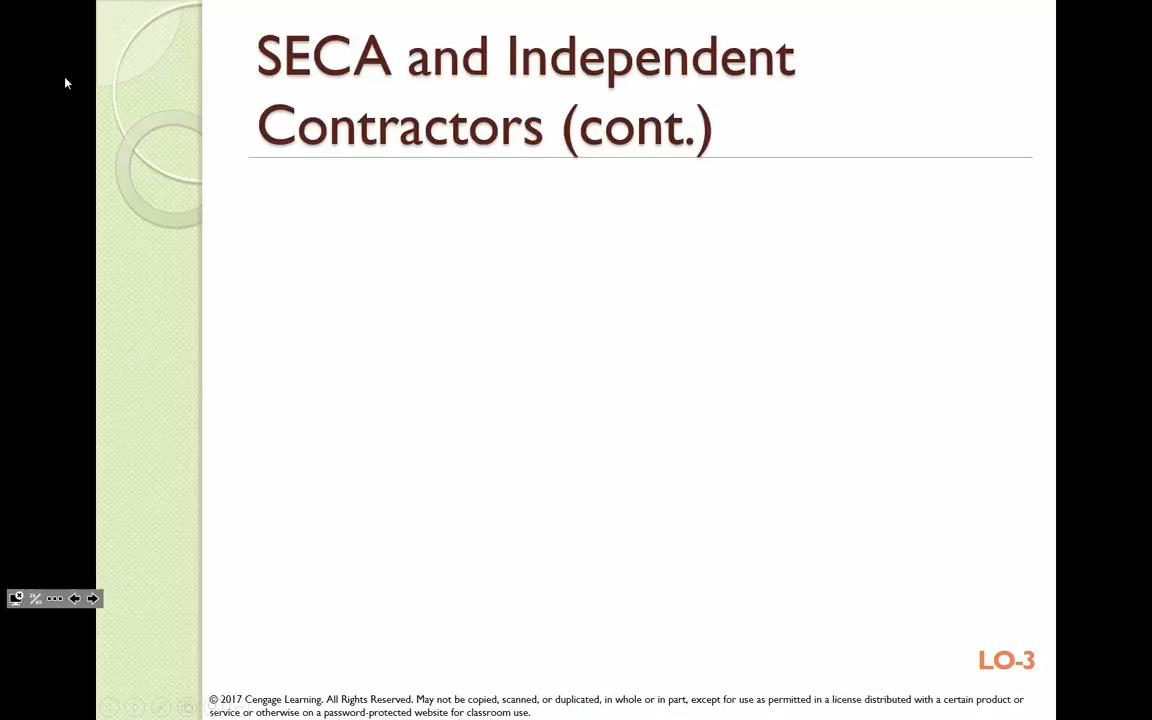 SECA and Independent
Contractors (cont.)
LO-3
© 2017 Cengage Learning. All Rights Reserved. May not be copied, scanned, or duplicated, in whole or in part, except for use as permitted in a license distributed with a certain product or
service or otherwise on a password-protected website for classroom use.